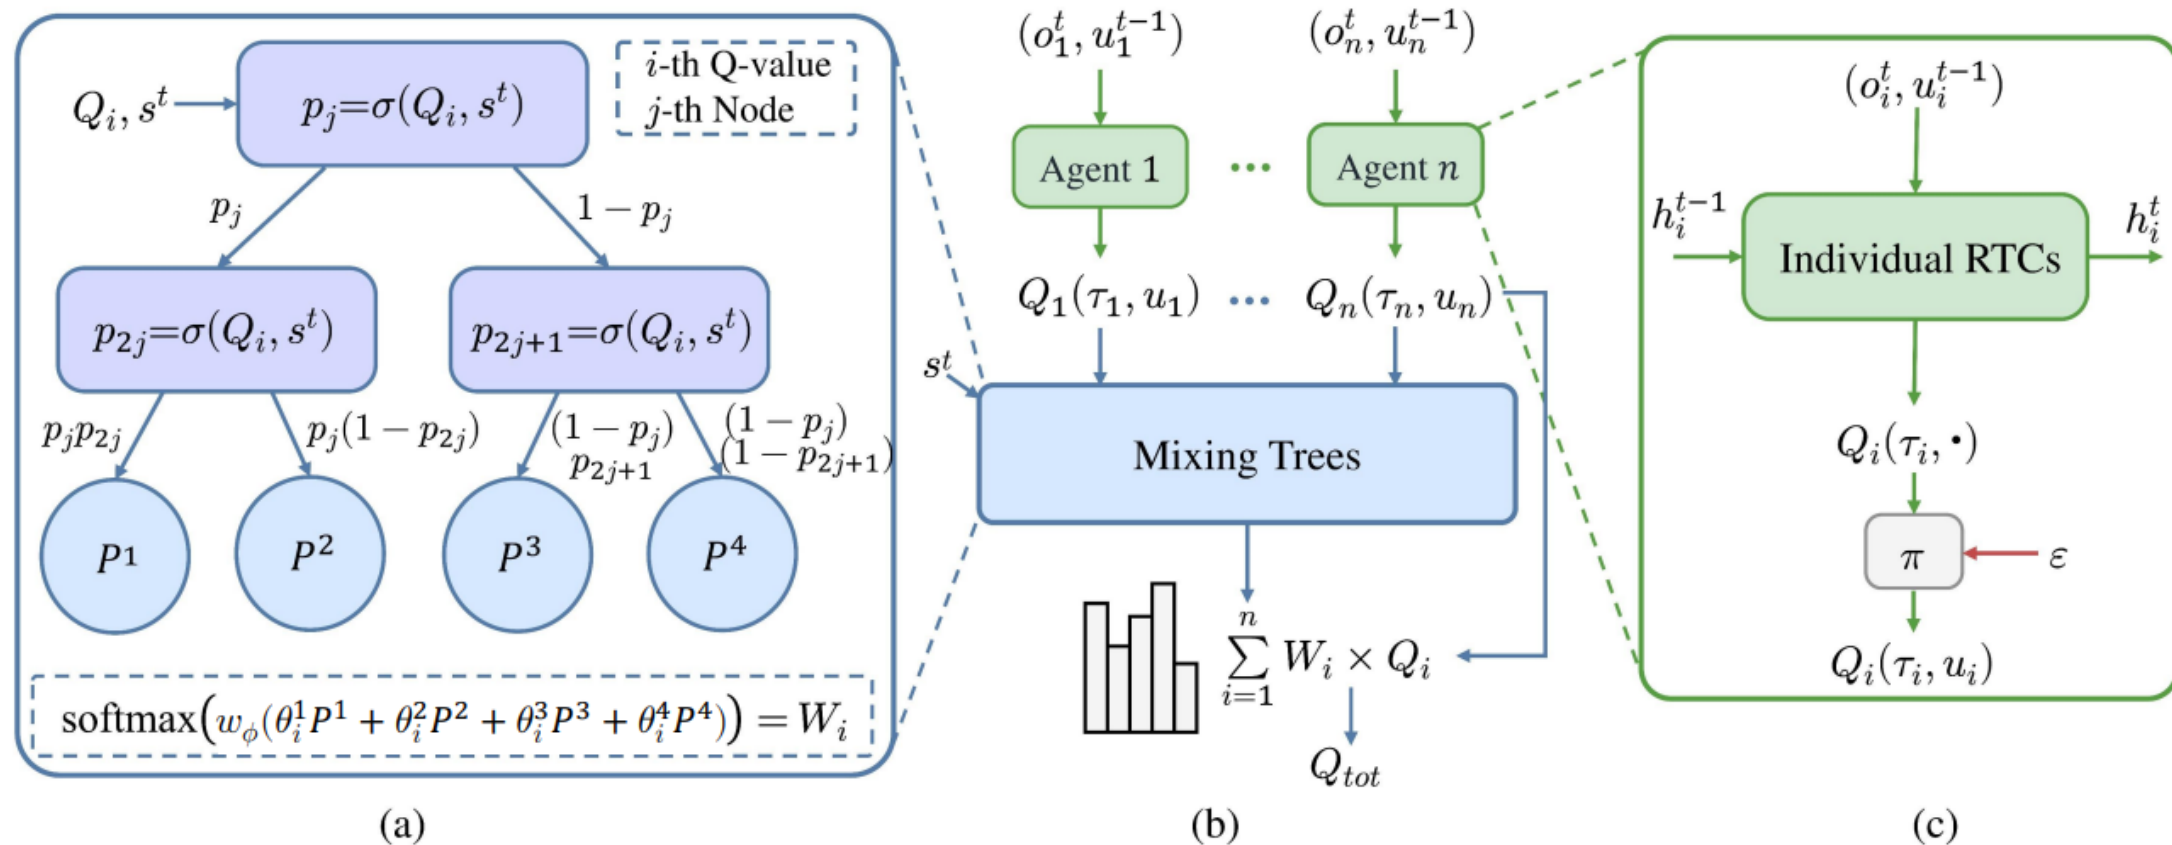 Q_i, s^t
p_j=σ(Q_i, s^t)
i-th Q-value
j-th Node
p_j
1 − p_j
p_{2j}=σ(Q_i, s^t)
p_{2j+1}=σ(Q_i, s^t)
p_j p_{2j}
p_j(1 − p_{2j})
(1 − p_j)
p_{2j+1}
(1 − p_j)
(1 − p_{2j+1})
P^1
P^2
P^3
P^4
softmax(w_ϕ(θ_i^1 P^1 + θ_i^2 P^2 + θ_i^3 P^3 + θ_i^4 P^4)) = W_i
(a)
(o_1^t, u_1^{t−1})
(o_n^t, u_n^{t−1})
Agent 1
•••
Agent n
Q_1(τ_1, u_1)
•••
Q_n(τ_n, u_n)
s^t
Mixing Trees
∑_{i=1}^n W_i × Q_i
Q_{tot}
(b)
(o_i^t, u_i^{t−1})
h_i^{t−1}
Individual RTCs
h_i^t
Q_i(τ_i, •)
π
ε
Q_i(τ_i, u_i)
(c)